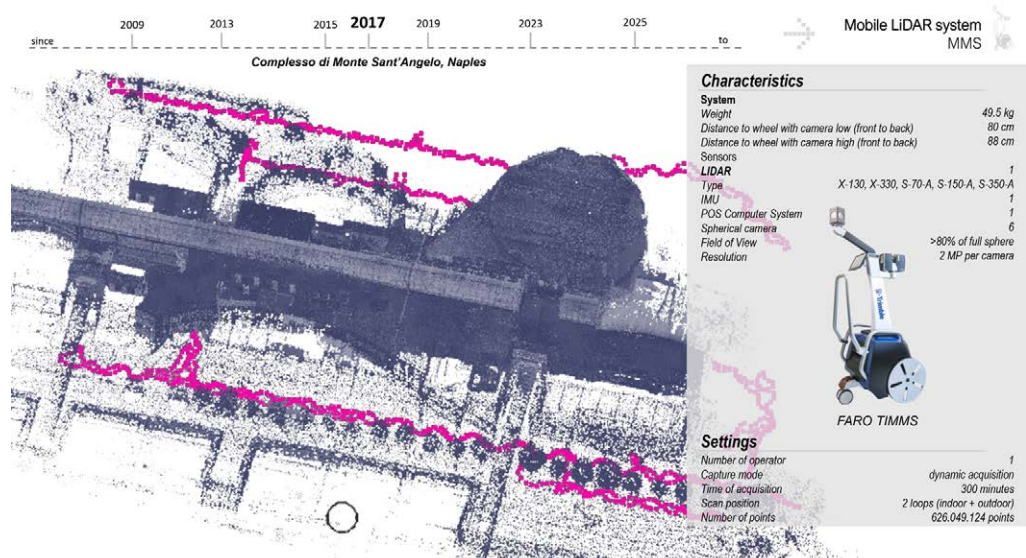 2009 2013 2015 2017 2019 2023 2025
since to
Mobile LiDAR system
MMS
Complesso di Monte Sant'Angelo, Naples
Characteristics
System
Weight 49.5 kg
Distance to wheel with camera low (front to back) 80 cm
Distance to wheel with camera high (front to back) 88 cm
Sensors
LIDAR 1
Type X-130, X-330, S-70-A, S-150-A, S-350-A
IMU 1
POS Computer System 1
Spherical camera 6
Field of View >80% of full sphere
Resolution 2 MP per camera
Trimble
FARO TIMMS
Settings
Number of operator 1
Capture mode dynamic acquisition
Time of acquisition 300 minutes
Scan position 2 loops (indoor + outdoor)
Number of points 626.049.124 points